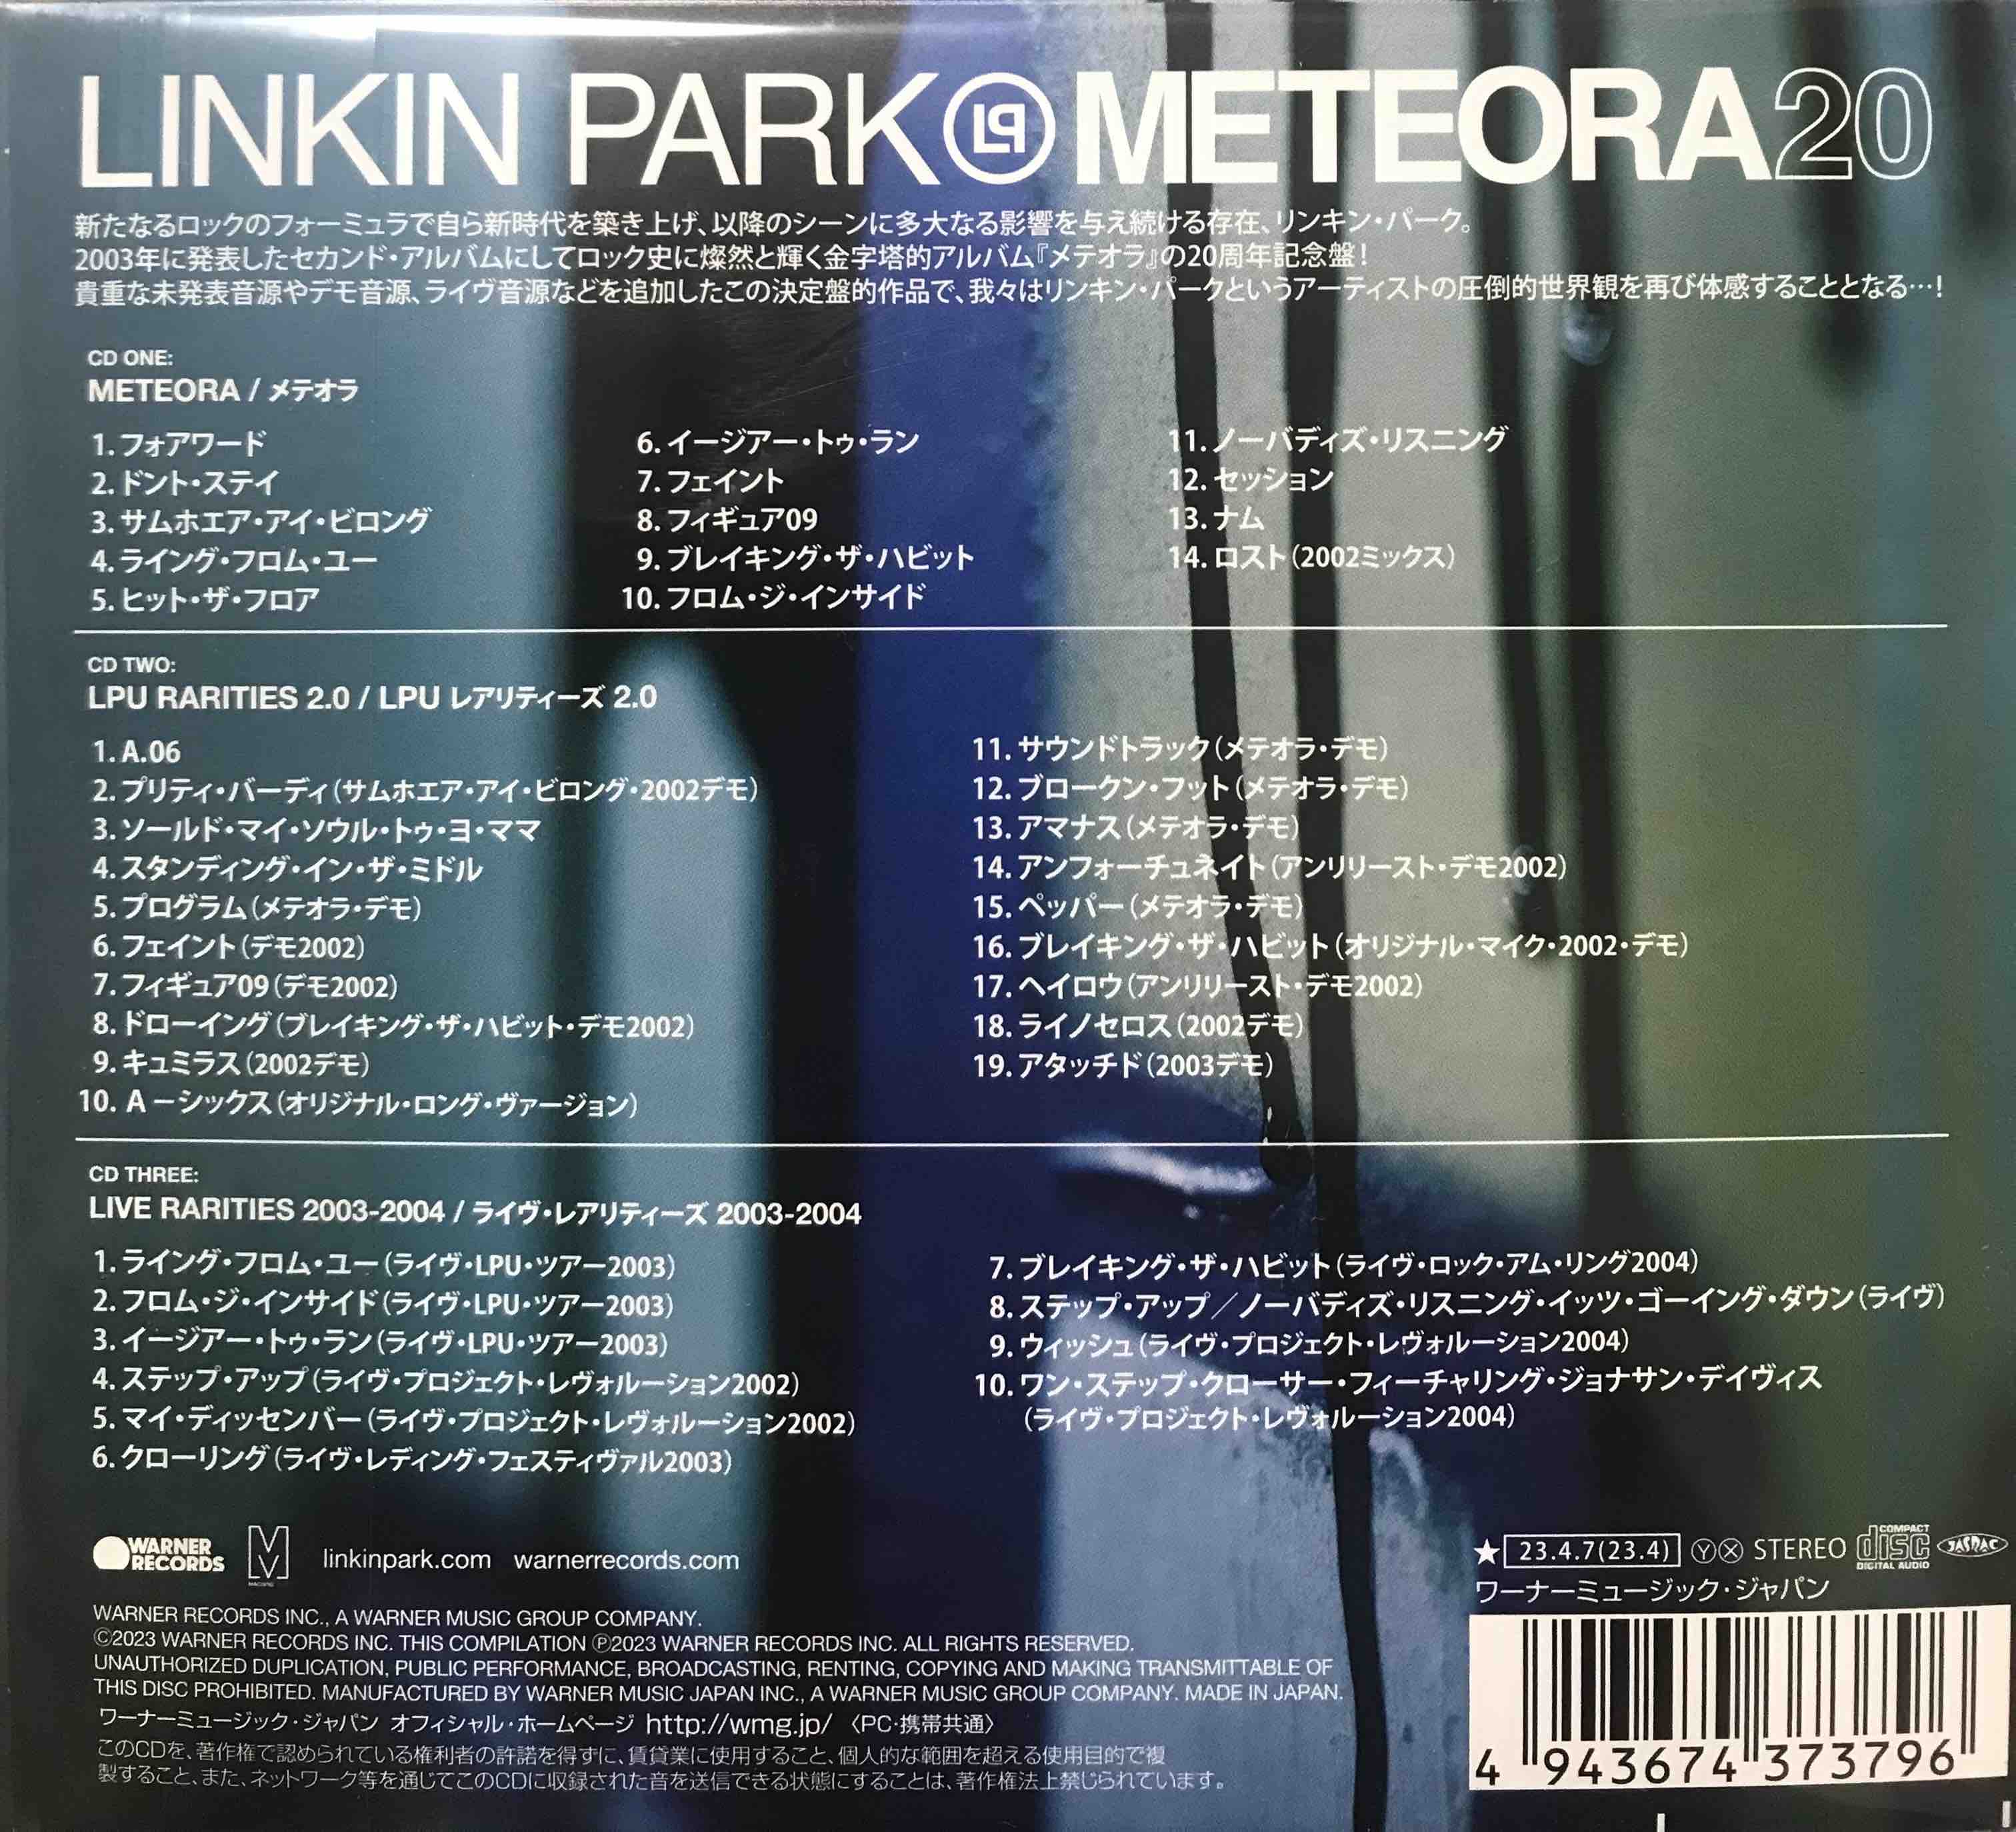 LINKIN PARK LP METEORA20
新たなるロックのフォーミュラで自ら新時代を築き上げ、以降のシーンに多大なる影響を与え続ける存在、リンキン・パーク。
2003年に発表したセカンド・アルバムにしてロック史に燦然と輝く金字塔的アルバム『メテオラ』の20周年記念盤！
貴重な未発表音源やデモ音源、ライヴ音源などを追加したこの決定盤的作品で、我々はリンキン・パークというアーティストの圧倒的世界観を再び体感することとなる…！
CD ONE:
METEORA / メテオラ
1. フォアワード
2. ドント・ステイ
3. サムホエア・アイ・ビロング
4. ライング・フロム・ユー
5. ヒット・ザ・フロア
6. イージアー・トゥ・ラン
7. フェイント
8. フィギュア09
9. ブレイキング・ザ・ハビット
10. フロム・ジ・インサイド
11. ノーバディズ・リスニング
12. セッション
13. ナム
14. ロスト（2002ミックス）
CD TWO:
LPU RARITIES 2.0 / LPU レアリティーズ 2.0
1. A.06
2. プリティ・バーディ（サムホエア・アイ・ビロング・2002デモ）
3. ソールド・マイ・ソウル・トゥ・ヨ・ママ
4. スタンディング・イン・ザ・ミドル
5. プログラム（メテオラ・デモ）
6. フェイント（デモ2002）
7. フィギュア09（デモ2002）
8. ドローイング（ブレイキング・ザ・ハビット・デモ2002）
9. キュミラス（2002デモ）
10. A－シックス（オリジナル・ロング・ヴァージョン）
11. サウンドトラック（メテオラ・デモ）
12. ブロークン・フット（メテオラ・デモ）
13. アマナス（メテオラ・デモ）
14. アンフォーチュネイト（アンリリースト・デモ2002）
15. ペッパー（メテオラ・デモ）
16. ブレイキング・ザ・ハビット（オリジナル・マイク・2002・デモ）
17. ヘイロウ（アンリリースト・デモ2002）
18. ライノセロス（2002デモ）
19. アタッチド（2003デモ）
CD THREE:
LIVE RARITIES 2003-2004 / ライヴ・レアリティーズ 2003-2004
1. ライング・フロム・ユー（ライヴ・LPU・ツアー2003）
2. フロム・ジ・インサイド（ライヴ・LPU・ツアー2003）
3. イージアー・トゥ・ラン（ライヴ・LPU・ツアー2003）
4. ステップ・アップ（ライヴ・プロジェクト・レヴォルーション2002）
5. マイ・ディッセンバー（ライヴ・プロジェクト・レヴォルーション2002）
6. クローリング（ライヴ・レディング・フェスティヴァル2003）
7. ブレイキング・ザ・ハビット（ライヴ・ロック・アム・リング2004）
8. ステップ・アップ／ノーバディズ・リスニング・イッツ・ゴーイング・ダウン（ライヴ）
9. ウィッシュ（ライヴ・プロジェクト・レヴォルーション2004）
10. ワン・ステップ・クローサー・フィーチャリング・ジョナサン・デイヴィス
（ライヴ・プロジェクト・レヴォルーション2004）
WARNER RECORDS linkinpark.com warnerrecords.com
WARNER RECORDS INC., A WARNER MUSIC GROUP COMPANY.
©2023 WARNER RECORDS INC. THIS COMPILATION ℗2023 WARNER RECORDS INC. ALL RIGHTS RESERVED.
UNAUTHORIZED DUPLICATION, PUBLIC PERFORMANCE, BROADCASTING, RENTING, COPYING AND MAKING TRANSMITTABLE OF
THIS DISC PROHIBITED. MANUFACTURED BY WARNER MUSIC JAPAN INC., A WARNER MUSIC GROUP COMPANY. MADE IN JAPAN.
ワーナーミュージック・ジャパン オフィシャル・ホームページ http://wmg.jp/ 〈PC・携帯共通〉
このCDを、著作権で認められている権利者の許諾を得ずに、賃貸業に使用すること、個人的な範囲を超える使用目的で複
製すること、また、ネットワーク等を通じてこのCDに収録された音を送信できる状態にすることは、著作権法上禁じられています。
★ 23.4.7(23.4) Ⓨ Ⓧ STEREO COMPACT disc DIGITAL AUDIO JASRAC
ワーナーミュージック・ジャパン
4 943674 373796